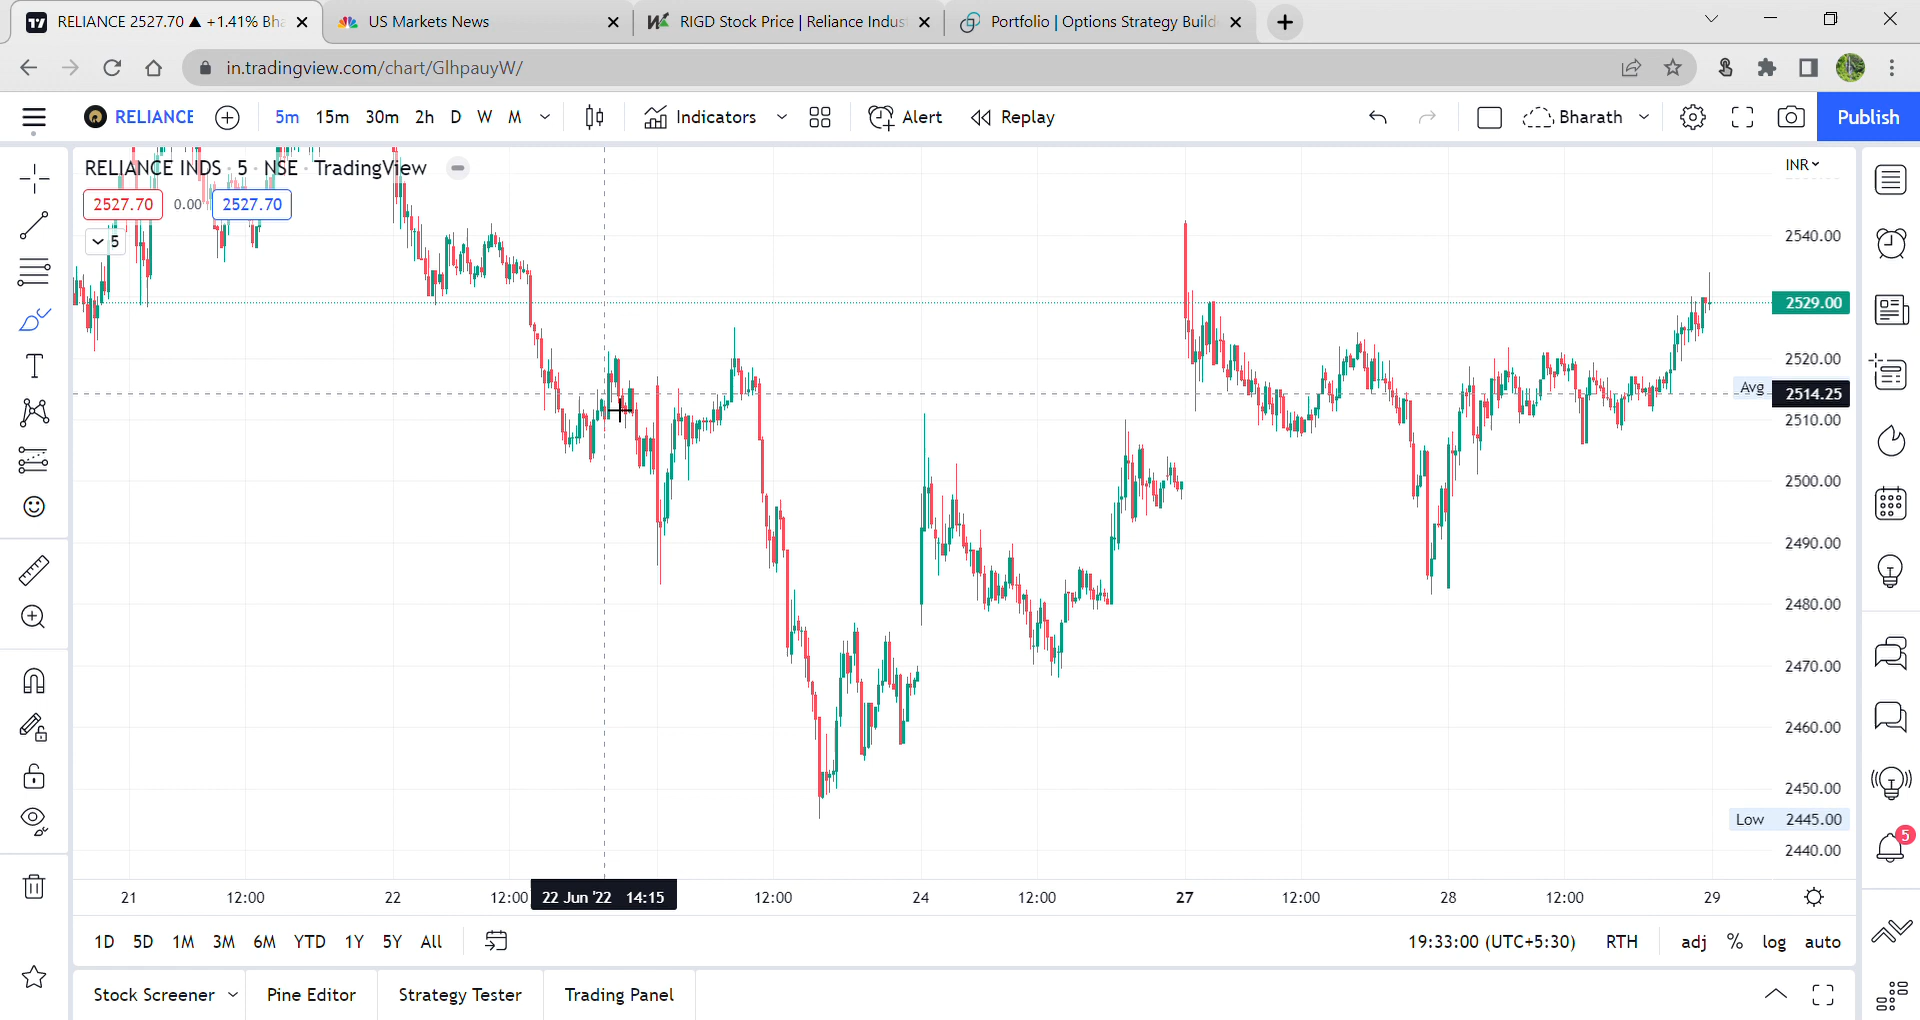 RELIANCE 2527.70 ▲ +1.41% Bha
US Markets News
RIGD Stock Price | Reliance Indus
Portfolio | Options Strategy Build
in.tradingview.com/chart/GlhpauyW/
RELIANCE
5m 15m 30m 2h D W M
Indicators
Alert
Replay
Bharath
Publish
RELIANCE INDS · 5 · NSE · TradingView
INR
2527.70 0.00 2527.70
5
2540.00
2529.00
2520.00
Avg 2514.25
2510.00
2500.00
2490.00
2480.00
2470.00
2460.00
2450.00
Low 2445.00
2440.00
5
21 12:00 22 12:00 22 Jun '22 14:15 12:00 24 12:00 27 12:00 28 12:00 29
1D 5D 1M 3M 6M YTD 1Y 5Y All
19:33:00 (UTC+5:30) RTH adj % log auto
Stock Screener Pine Editor Strategy Tester Trading Panel